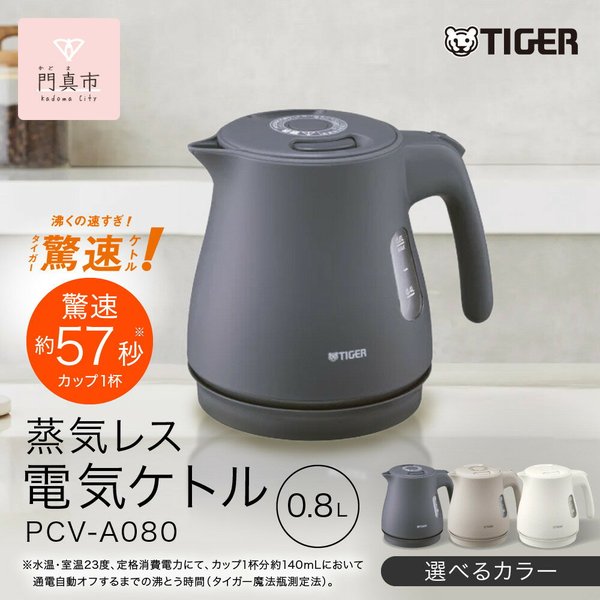 かどま
門真市
Kadoma City
TIGER
沸くの速すぎ!
タイガー驚速ケトル!
驚速
約57秒※
カップ1杯
TIGER
蒸気レス
電気ケトル
PCV-A080
0.8L
選べるカラー
※水温・室温23度、定格消費電力にて、カップ1杯分約140mLにおいて
通電自動オフするまでの沸とう時間(タイガー魔法瓶測定法)。